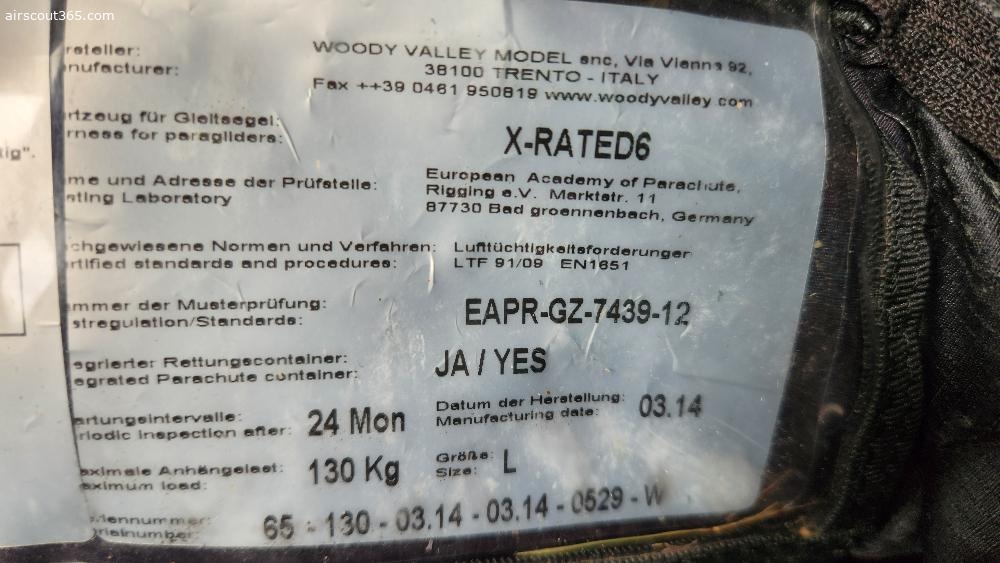 airscout365.com
rsteller:
nufacturer:
WOODY VALLEY MODEL snc, Via Vienna 92,
38100 TRENTO - ITALY
Fax ++39 0461 950819 www.woodyvalley.com
rtzeug für Gleitsegel:
rness for paragliders:
X-RATED6
tig".
me und Adresse der Prüfstelle:
sting Laboratory
European Academy of Parachute,
Rigging e.V. Marktstr. 11
87730 Bad groennenbach, Germany
chgewiesene Normen und Verfahren:
rtified standards and procedures:
Lufttüchtigkeitsforderungen
LTF 91/09 EN1651
mmer der Musterprüfung:
stregulation/Standards:
EAPR-GZ-7439-12
egrierter Rettungscontainer:
egrated Parachute container:
JA / YES
artungsintervalle:
riodic inspection after:
24 Mon
Datum der Herstellung:
Manufacturing date:
03.14
aximale Anhängelast:
aximum load:
130 Kg
Größe:
Size:
L
riennummer:
rialnumber:
65 - 130 - 03.14 - 03.14 - 0529 - W